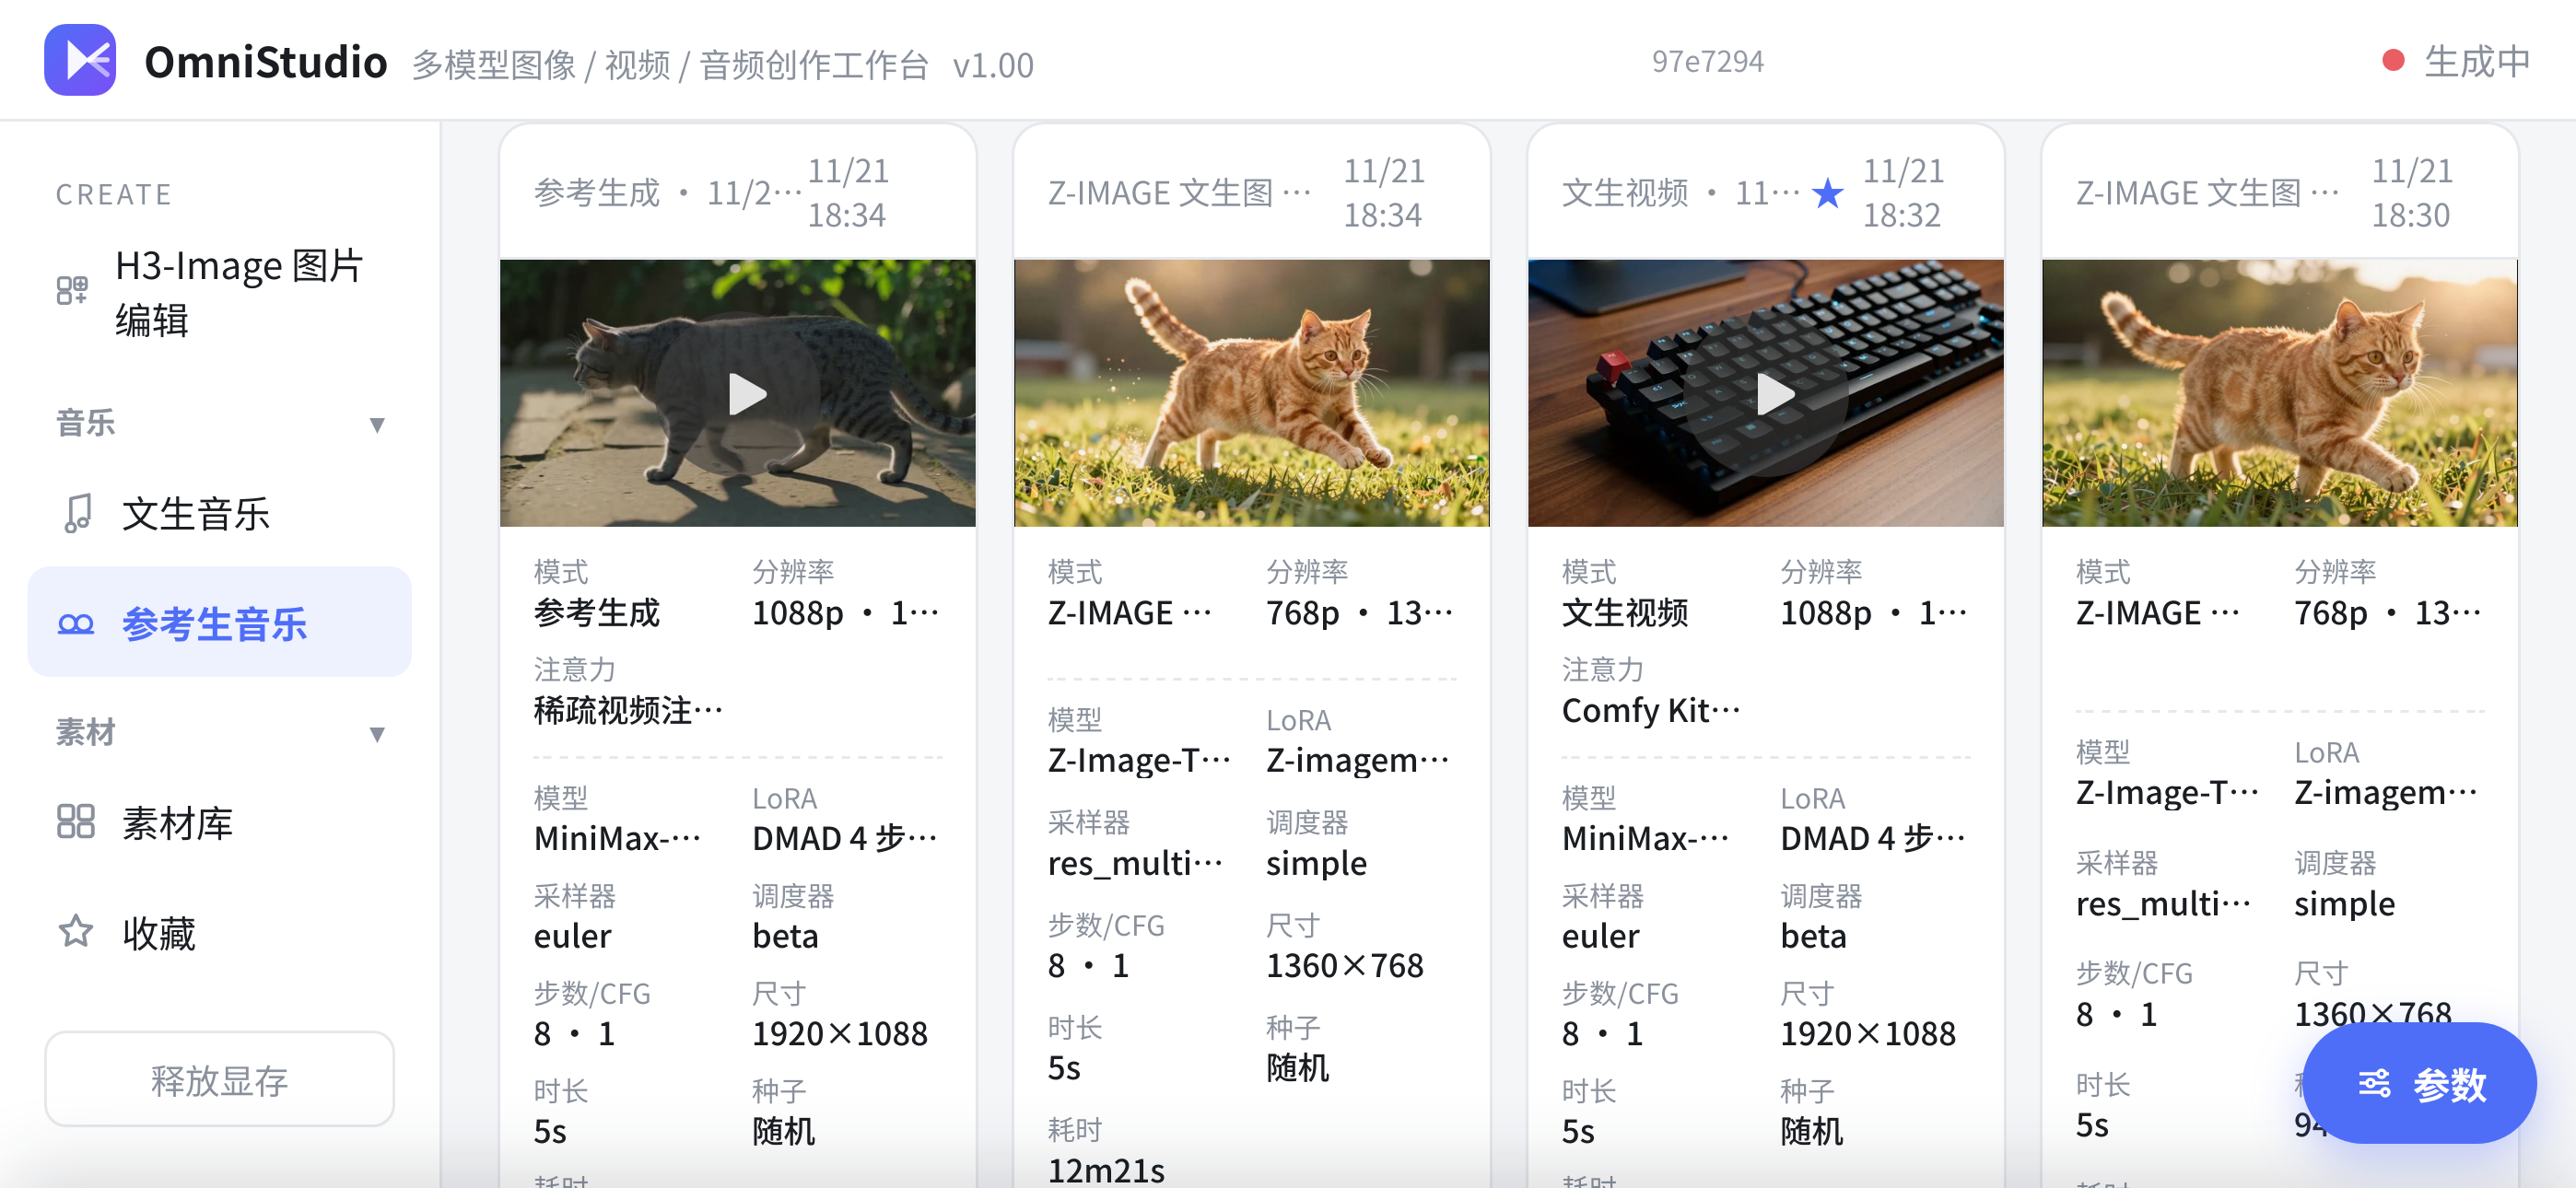 OmniStudio 多模型图像 / 视频 / 音频创作工作台 v1.00
97e7294
生成中
CREATE
H3-Image 图片
编辑
音乐
文生音乐
参考生音乐
素材
素材库
收藏
释放显存
参考生成 • 11/2…
11/21
18:34
模式
参考生成
分辨率
1088p • 1…
注意力
稀疏视频注…
模型
MiniMax-…
LoRA
DMAD 4 步…
采样器
euler
调度器
beta
步数/CFG
8 • 1
尺寸
1920×1088
时长
5s
种子
随机
耗时
Z-IMAGE 文生图 …
11/21
18:34
模式
Z-IMAGE …
分辨率
768p • 13…
模型
Z-Image-T…
LoRA
Z-imagem…
采样器
res_multi…
调度器
simple
步数/CFG
8 • 1
尺寸
1360×768
时长
5s
种子
随机
耗时
12m21s
文生视频 • 11…
11/21
18:32
模式
文生视频
分辨率
1088p • 1…
注意力
Comfy Kit…
模型
MiniMax-…
LoRA
DMAD 4 步…
采样器
euler
调度器
beta
步数/CFG
8 • 1
尺寸
1920×1088
时长
5s
种子
随机
耗时
Z-IMAGE 文生图 …
11/21
18:30
模式
Z-IMAGE …
分辨率
768p • 13…
模型
Z-Image-T…
LoRA
Z-imagem…
采样器
res_multi…
调度器
simple
步数/CFG
8 • 1
尺寸
1360×768
时长
5s
参数